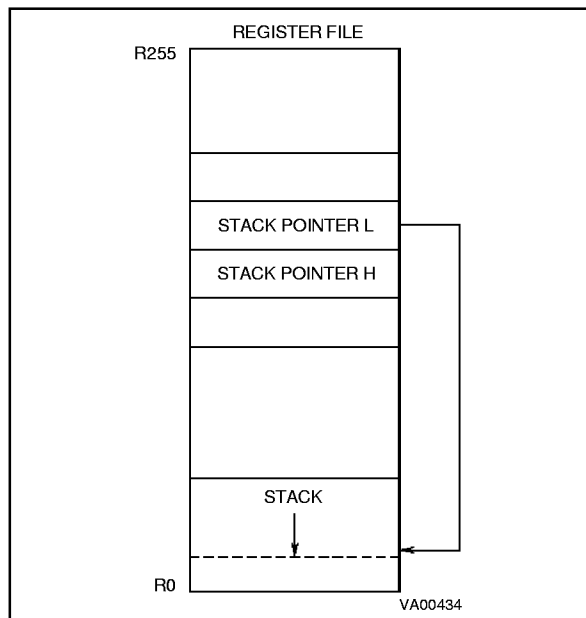 REGISTER FILE
R255
STACK POINTER L
STACK POINTER H
STACK
R0
VA00434